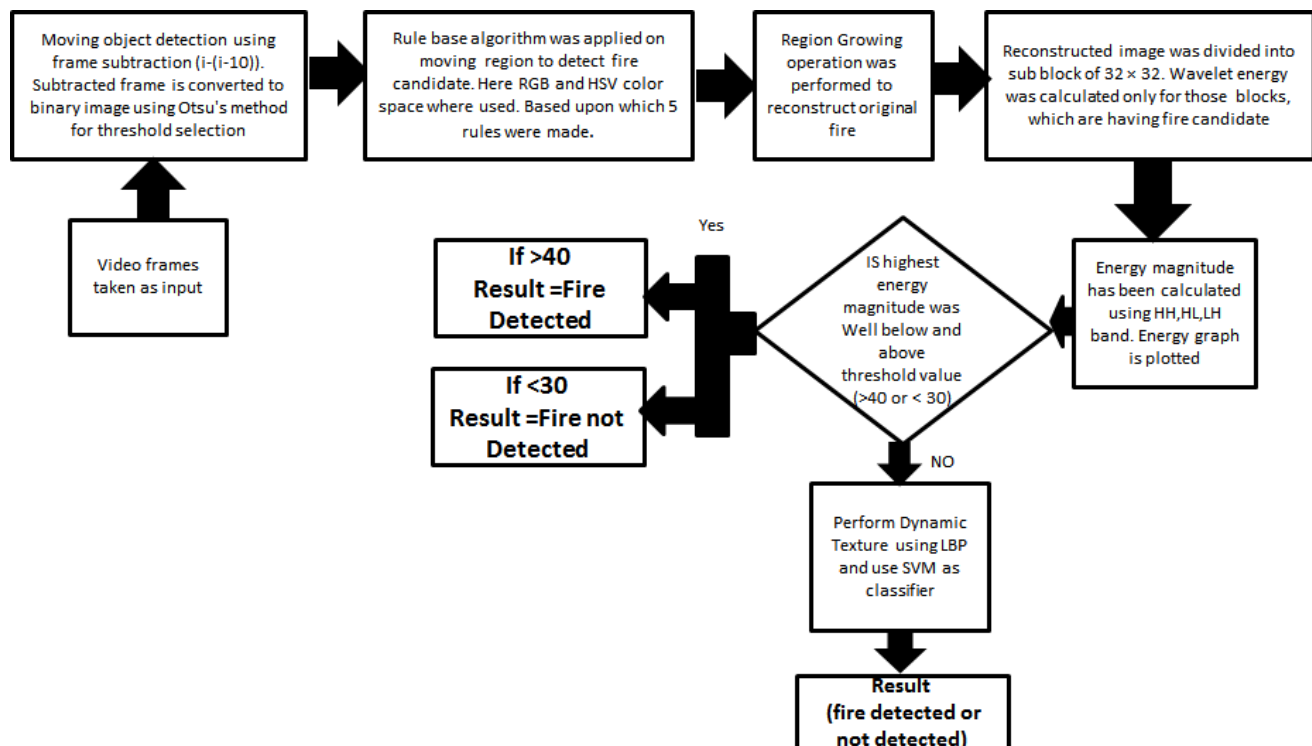 Moving object detection using
frame subtraction (i-(i-10)).
Subtracted frame is converted to
binary image using Otsu's method
for threshold selection
Rule base algorithm was applied on
moving region to detect fire
candidate. Here RGB and HSV color
space where used. Based upon which 5
rules were made.
Region Growing
operation was
performed to
reconstruct original
fire
Reconstructed image was divided into
sub block of 32 × 32. Wavelet energy
was calculated only for those blocks,
which are having fire candidate
Video frames
taken as input
If >40
Result =Fire
Detected
If <30
Result =Fire not
Detected
Yes
IS highest
energy
magnitude was
Well below and
above
threshold value
(>40 or < 30)
Energy magnitude
has been calculated
using HH,HL,LH
band. Energy graph
is plotted
NO
Perform Dynamic
Texture using LBP
and use SVM as
classifier
Result
(fire detected or
not detected)